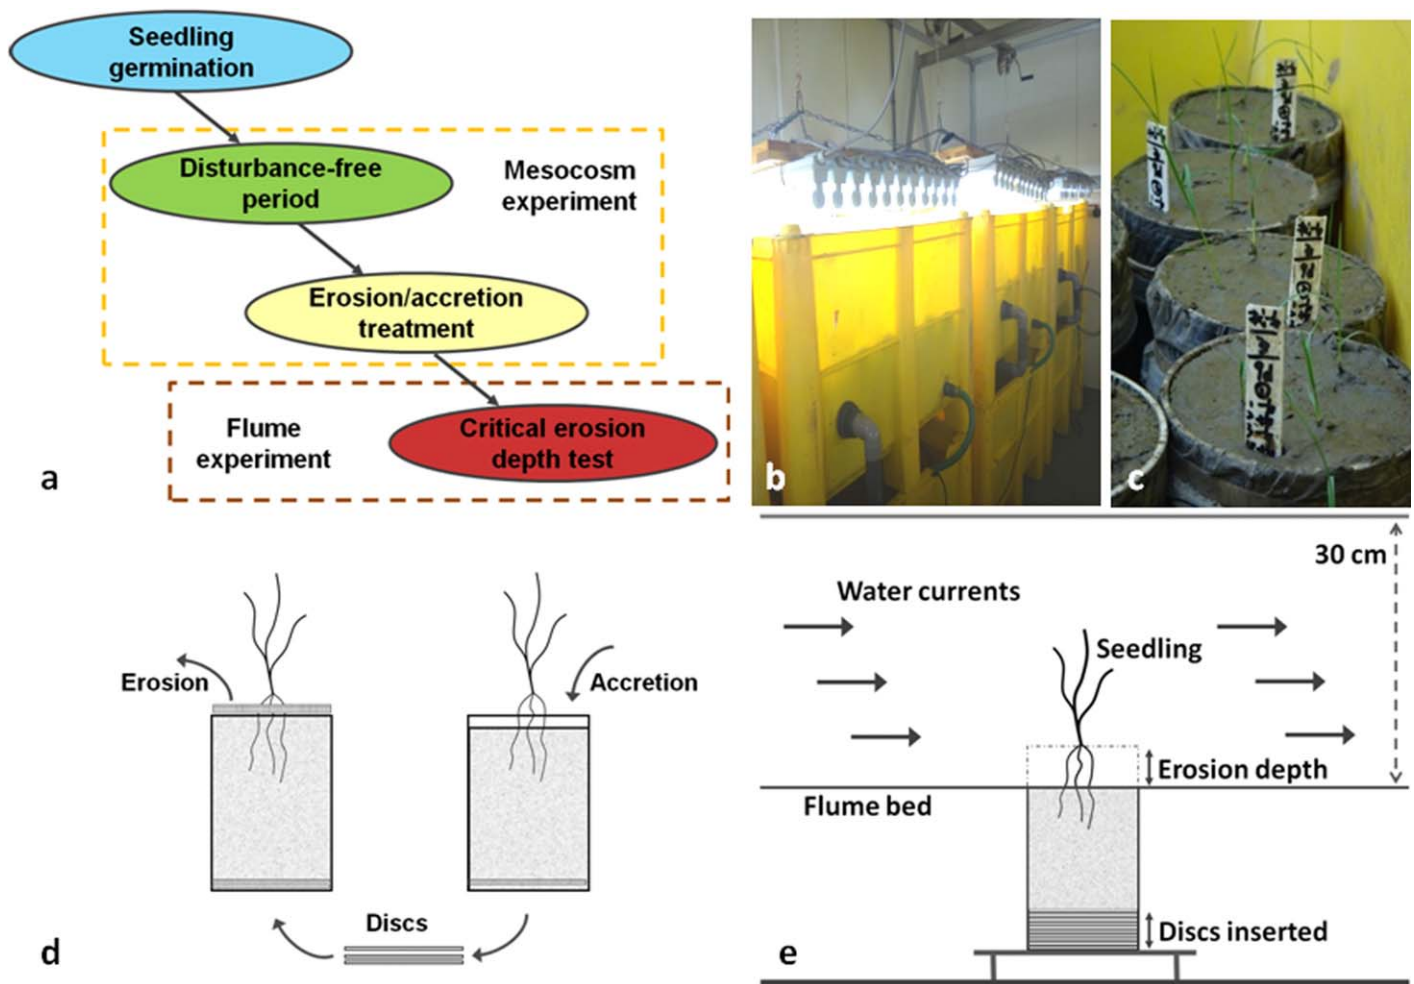 Seedling
germination
Disturbance-free
period
Mesocosm
experiment
Erosion/accretion
treatment
Flume
experiment
Critical erosion
depth test
a
b
c
Erosion
Accretion
Discs
d
30 cm
Water currents
Seedling
Erosion depth
Flume bed
Discs inserted
e